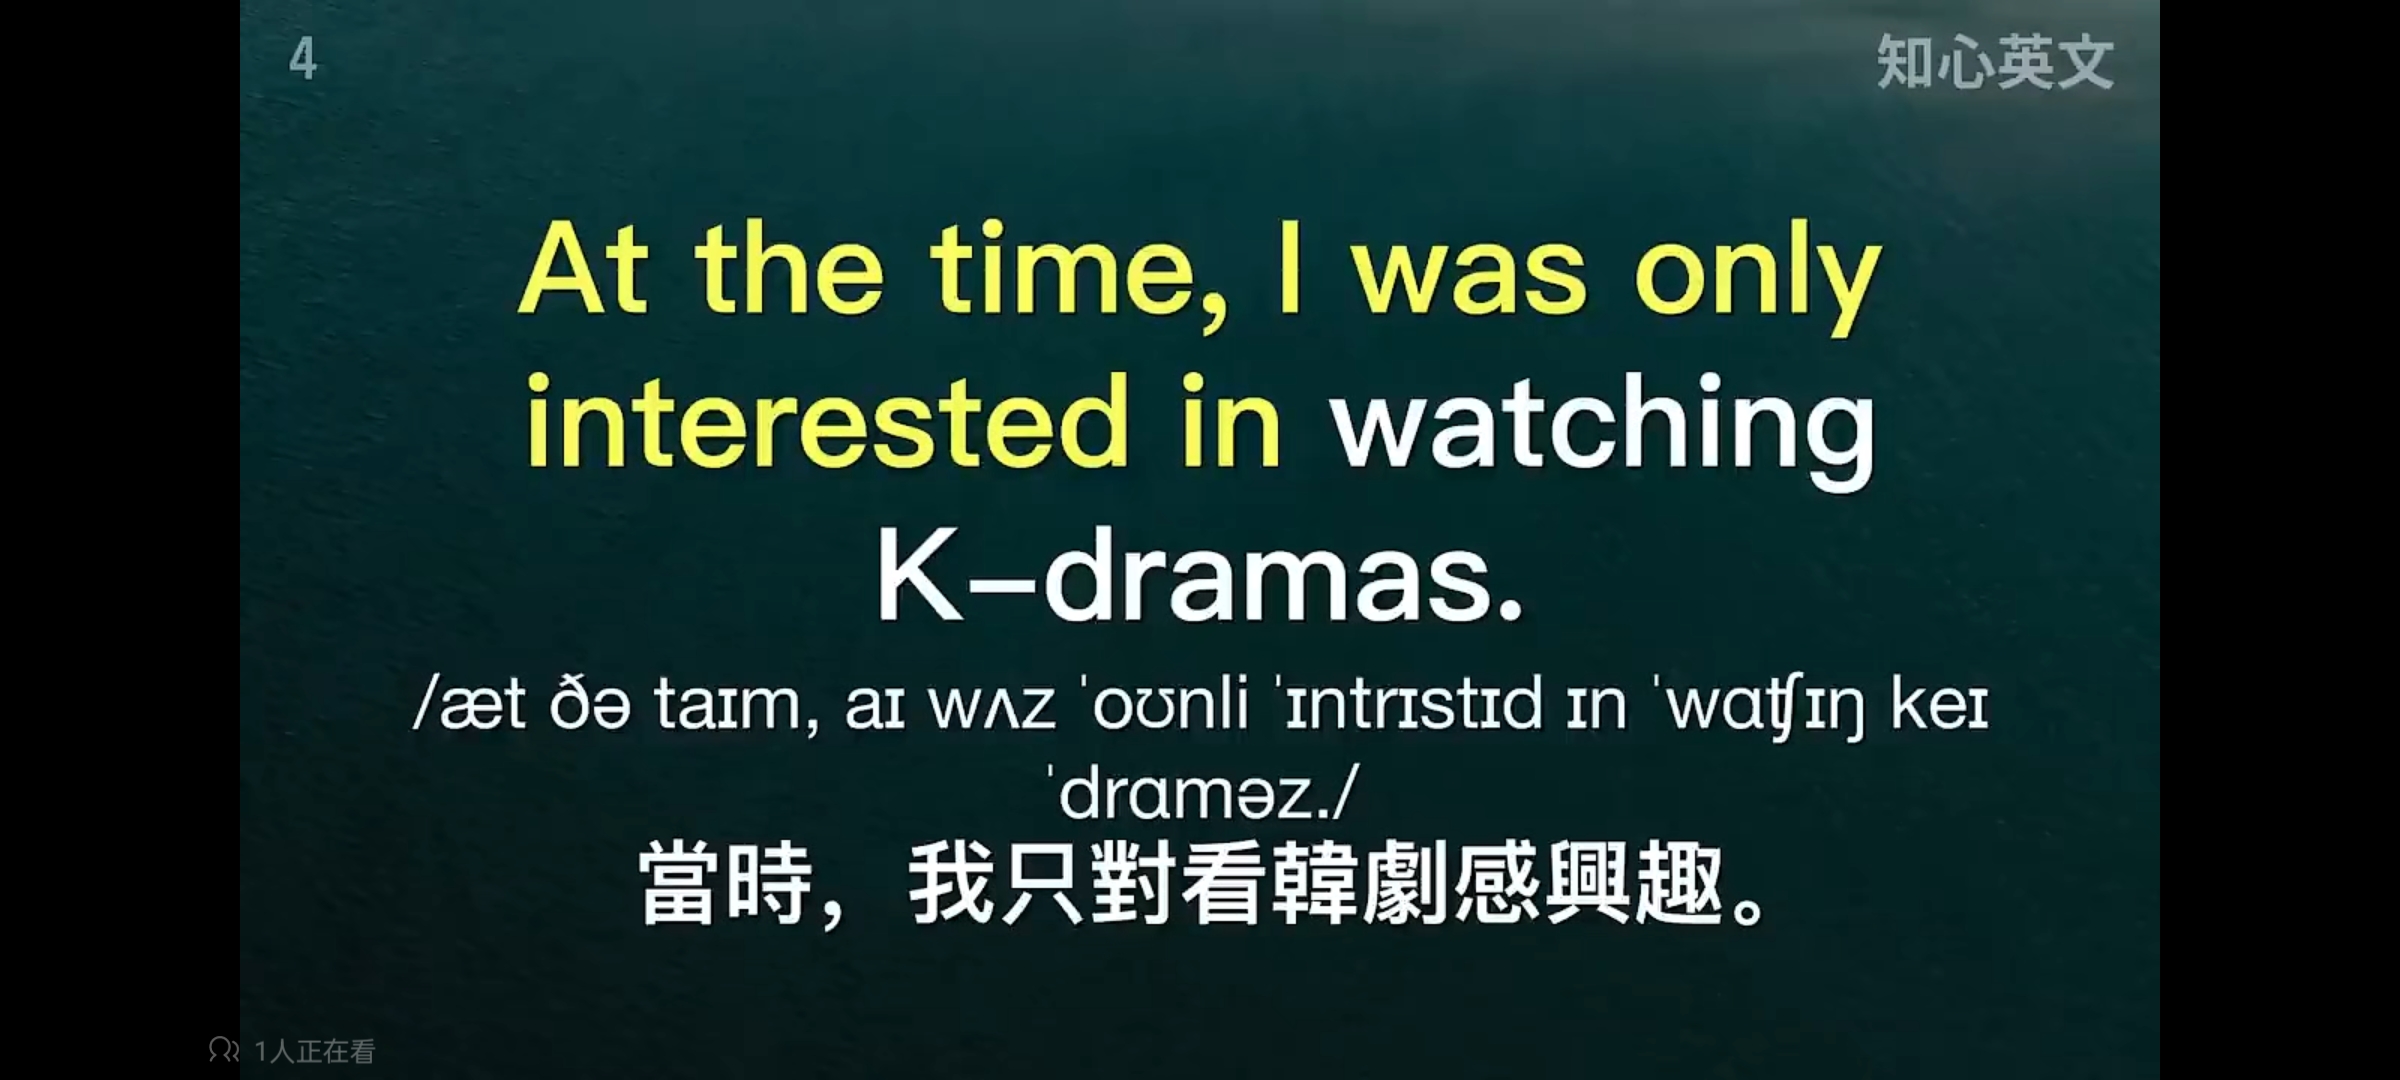 4
知心英文
At the time, I was only
interested in watching
K-dramas.
/æt ðə taɪm, aɪ wʌz ˈoʊnli ˈɪntrɪstɪd ɪn ˈwɑʧɪŋ keɪ
ˈdrɑməz./
當時，我只對看韓劇感興趣。
1人正在看